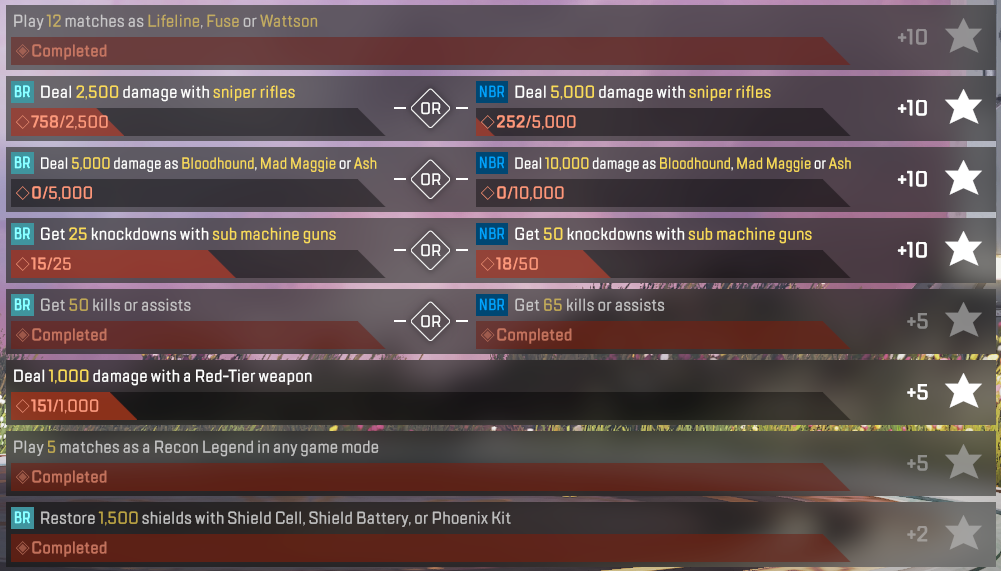 Play 12 matches as Lifeline, Fuse or Wattson
Completed
+10
BR Deal 2,500 damage with sniper rifles
758/2,500
OR
NBR Deal 5,000 damage with sniper rifles
252/5,000
+10
BR Deal 5,000 damage as Bloodhound, Mad Maggie or Ash
0/5,000
OR
NBR Deal 10,000 damage as Bloodhound, Mad Maggie or Ash
0/10,000
+10
BR Get 25 knockdowns with sub machine guns
15/25
OR
NBR Get 50 knockdowns with sub machine guns
18/50
+10
BR Get 50 kills or assists
Completed
OR
NBR Get 65 kills or assists
Completed
+5
Deal 1,000 damage with a Red-Tier weapon
151/1,000
+5
Play 5 matches as a Recon Legend in any game mode
Completed
+5
BR Restore 1,500 shields with Shield Cell, Shield Battery, or Phoenix Kit
Completed
+2